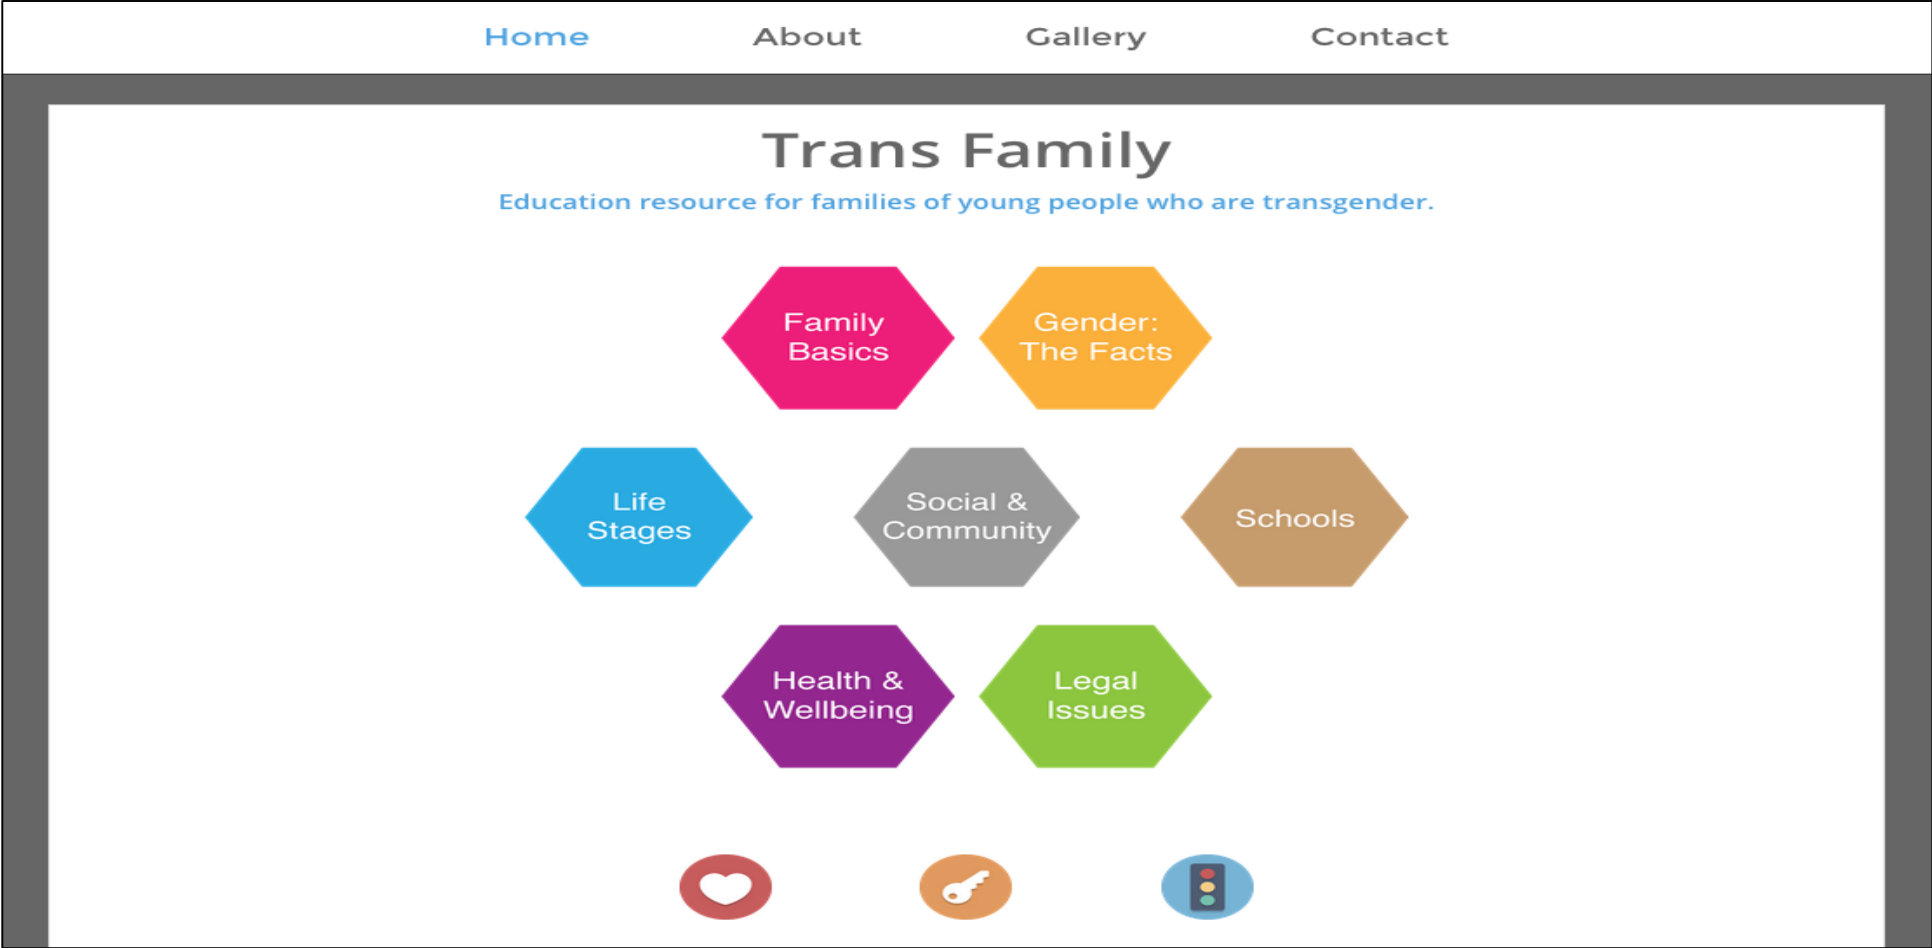 Home About Gallery Contact
Trans Family
Education resource for families of young people who are transgender.
Family
Basics
Gender:
The Facts
Life
Stages
Social &
Community
Schools
Health &
Wellbeing
Legal
Issues